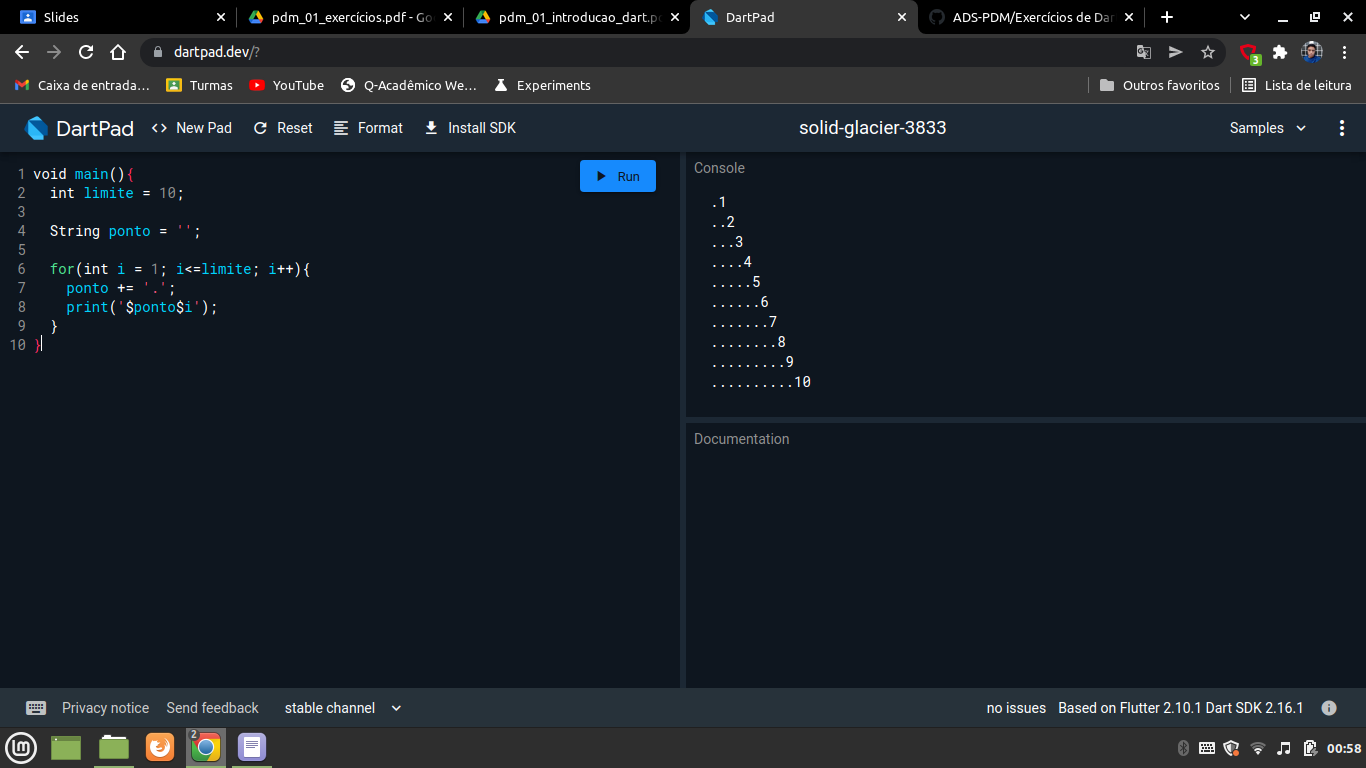 Slides
pdm_01_exercícios.pdf - Go
pdm_01_introducao_dart.p
DartPad
ADS-PDM/Exercícios de Dar
dartpad.dev/?
3
Caixa de entrada…
Turmas
YouTube
Q-Acadêmico We…
Experiments
Outros favoritos
Lista de leitura
DartPad
<> New Pad
Reset
Format
Install SDK
solid-glacier-3833
Samples
1 void main(){
2   int limite = 10;
3
4   String ponto = '';
5
6   for(int i = 1; i<=limite; i++){
7     ponto += '.';
8     print('$ponto$i');
9   }
10 }
Run
Console
.1
..2
...3
....4
.....5
......6
.......7
........8
.........9
..........10
Documentation
Privacy notice
Send feedback
stable channel
no issues
Based on Flutter 2.10.1 Dart SDK 2.16.1
2
00:58